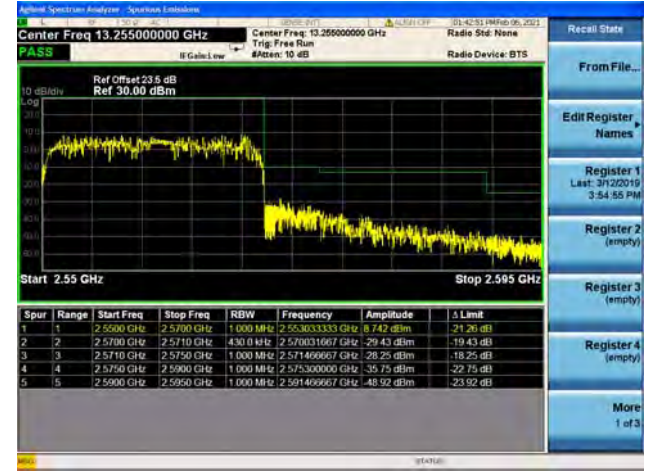 Agilent Spectrum Analyzer - Spurious Emissions
Center Freq 13.255000000 GHz
Center Freq: 13.255000000 GHz
Trig: Free Run
#Atten: 10 dB
IFGain:Low
ALIGN OFF
01:42:51 PM Feb 06, 2021
Radio Std: None
Radio Device: BTS
PASS
Ref Offset 23.5 dB
10 dB/div Ref 30.00 dBm
Log
Start 2.55 GHz
Stop 2.595 GHz
Spur Range Start Freq Stop Freq RBW Frequency Amplitude Δ Limit
1 1 2.5500 GHz 2.5700 GHz 1.000 MHz 2.553033333 GHz 8.742 dBm -21.26 dB
2 2 2.5700 GHz 2.5710 GHz 430.0 kHz 2.570031667 GHz -29.43 dBm -19.43 dB
3 3 2.5710 GHz 2.5750 GHz 1.000 MHz 2.571466667 GHz -28.25 dBm -18.25 dB
4 4 2.5750 GHz 2.5900 GHz 1.000 MHz 2.575300000 GHz -35.75 dBm -22.75 dB
5 5 2.5900 GHz 2.5950 GHz 1.000 MHz 2.591466667 GHz -48.92 dBm -23.92 dB
MSG
STATUS
Recall State
From File...
Edit Register
Names
Register 1
Last: 3/12/2019
3:54:55 PM
Register 2
(empty)
Register 3
(empty)
Register 4
(empty)
More
1 of 3